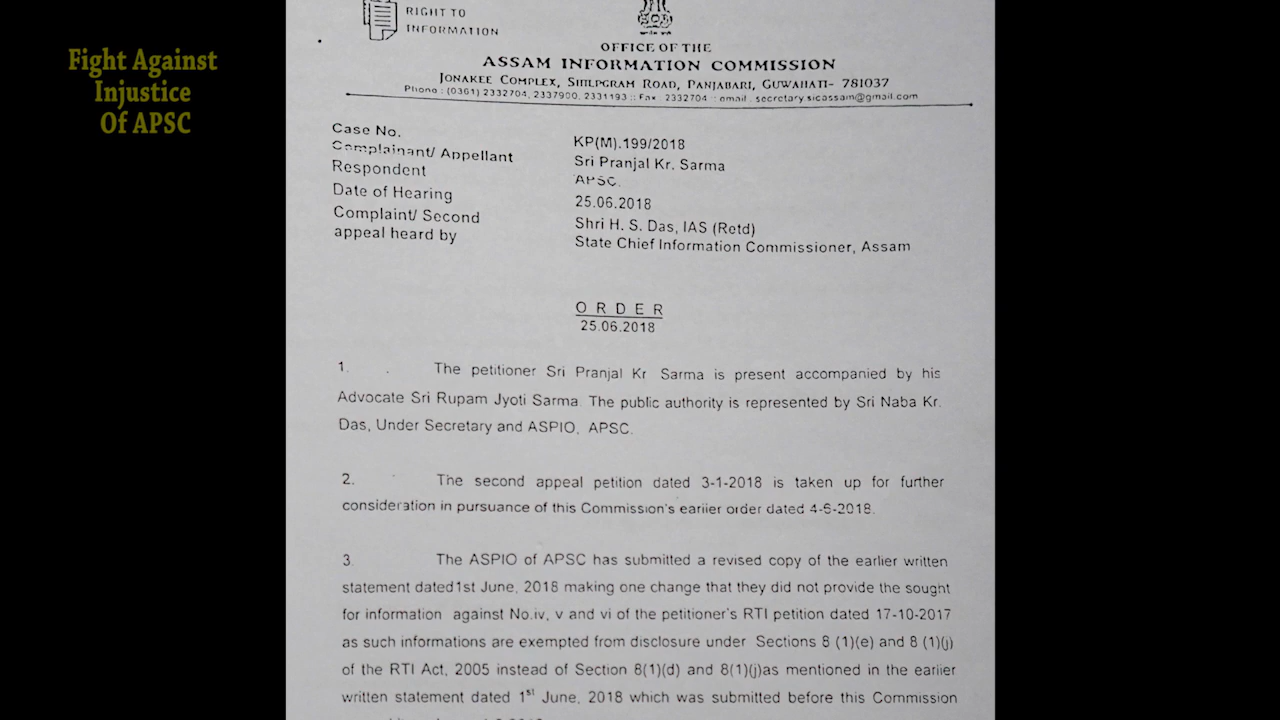 Fight Against
Injustice
Of APSC
RIGHT TO
INFORMATION
OFFICE OF THE
ASSAM INFORMATION COMMISSION
JONAKEE COMPLEX, SHILPGRAM ROAD, PANJABARI, GUWAHATI- 781037
Phone : (0361) 2332704, 2337900, 2331193 :: Fax 2332704 :: email : secretary.sicassam@gmail.com
Case No. KP(M).199/2018
Complainant/ Appellant Sri Pranjal Kr. Sarma
Respondent APSC.
Date of Hearing 25.06.2018
Complaint/ Second Shri H. S. Das, IAS (Retd)
appeal heard by State Chief Information Commissioner, Assam
O R D E R
25.06.2018
1. The petitioner Sri Pranjal Kr Sarma is present accompanied by his
Advocate Sri Rupam Jyoti Sarma. The public authority is represented by Sri Naba Kr.
Das, Under Secretary and ASPIO, APSC.
2. The second appeal petition dated 3-1-2018 is taken up for further
consideration in pursuance of this Commission's earlier order dated 4-6-2018.
3. The ASPIO of APSC has submitted a revised copy of the earlier written
statement dated1st June, 2018 making one change that they did not provide the sought
for information against No.iv, v and vi of the petitioner's RTI petition dated 17-10-2017
as such informations are exempted from disclosure under Sections 8 (1)(e) and 8 (1)(j)
of the RTI Act, 2005 instead of Section 8(1)(d) and 8(1)(j)as mentioned in the earlier
written statement dated 1st June, 2018 which was submitted before this Commission